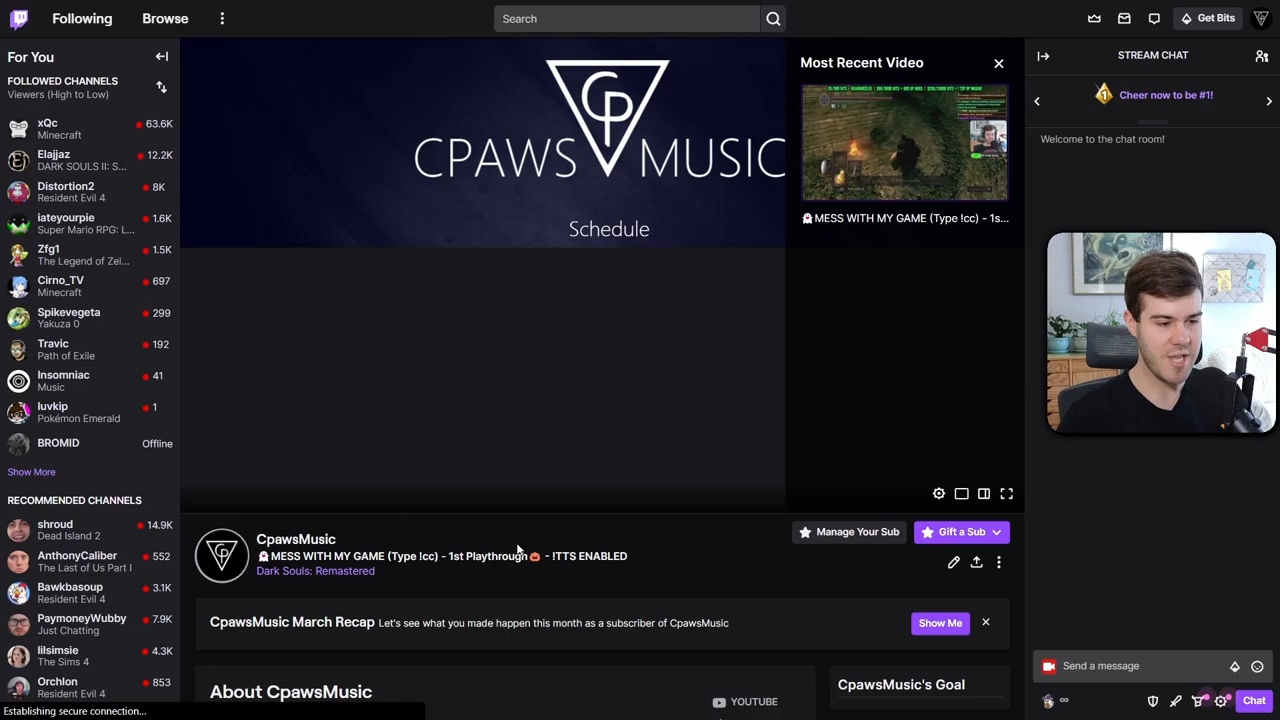 Following
Browse
Search
Get Bits
For You
FOLLOWED CHANNELS
Viewers (High to Low)
xQc
63.6K
Minecraft
Elajjaz
12.2K
DARK SOULS II: S...
Distortion2
8K
Resident Evil 4
iateyourpie
1.6K
Super Mario RPG: L...
Zfg1
1.5K
The Legend of Zel...
Cirno_TV
697
Minecraft
Spikevegeta
299
Yakuza 0
Travic
192
Path of Exile
Insomniac
41
Music
luvkip
1
Pokémon Emerald
BROMID
Offline
Show More
RECOMMENDED CHANNELS
shroud
14.9K
Dead Island 2
AnthonyCaliber
552
The Last of Us Part I
Bawkbasoup
3.1K
Resident Evil 4
PaymoneyWubby
7.9K
Just Chatting
lilsimsie
4.3K
The Sims 4
Orchlon
853
Resident Evil 4
Establishing secure connection...
CP
CPAWS MUSIC
Schedule
Most Recent Video
MESS WITH MY GAME (Type !cc) - 1s...
CpawsMusic
MESS WITH MY GAME (Type !cc) - 1st Playthrough - !TTS ENABLED
Dark Souls: Remastered
Manage Your Sub
Gift a Sub
CpawsMusic March Recap Let's see what you made happen this month as a subscriber of CpawsMusic
Show Me
About CpawsMusic
YOUTUBE
CpawsMusic's Goal
STREAM CHAT
1
Cheer now to be #1!
Welcome to the chat room!
Send a message
Chat